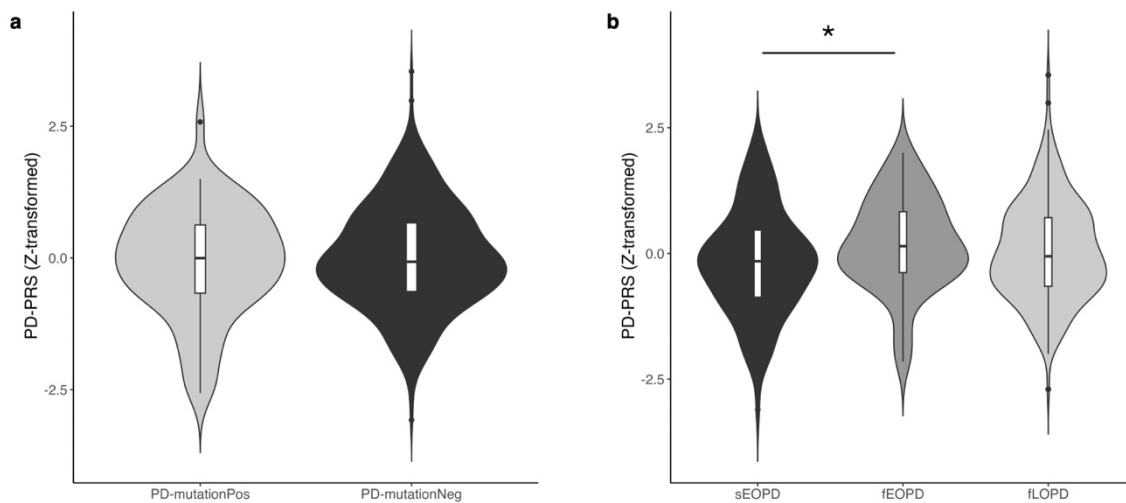 a
PD-PRS (Z-transformed)
2.5
0.0
-2.5
PD-mutationPos
PD-mutationNeg
b
*
PD-PRS (Z-transformed)
2.5
0.0
-2.5
sEOPD
fEOPD
fLOPD